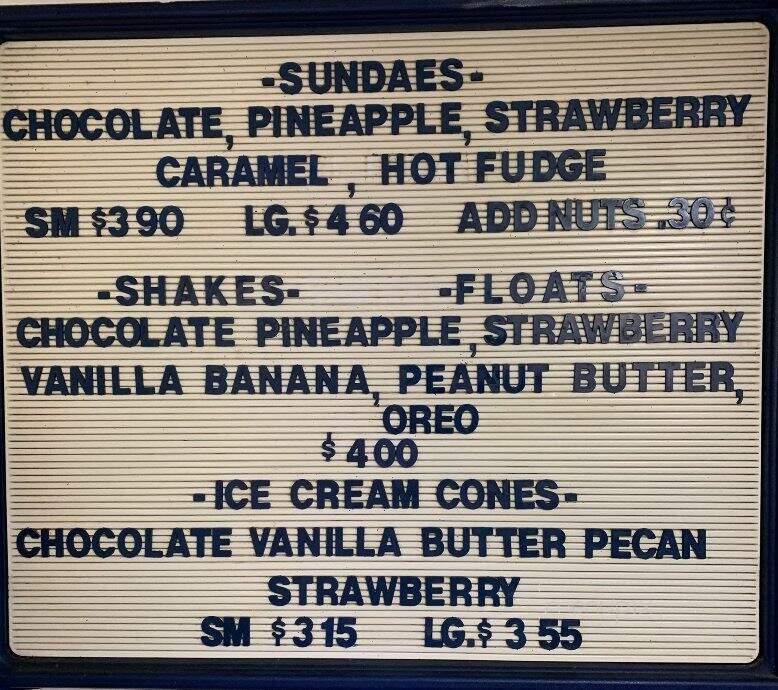 -SUNDAES-
CHOCOLATE, PINEAPPLE, STRAWBERRY
CARAMEL , HOT FUDGE
SM $3 90 LG. $ 4 60 ADD NUTS .30¢
-SHAKES- -FLOATS-
CHOCOLATE PINEAPPLE, STRAWBERRY
VANILLA BANANA, PEANUT BUTTER,
OREO
$ 4 00
- ICE CREAM CONES-
CHOCOLATE VANILLA BUTTER PECAN
STRAWBERRY
SM $ 3 15 LG.$ 3 55